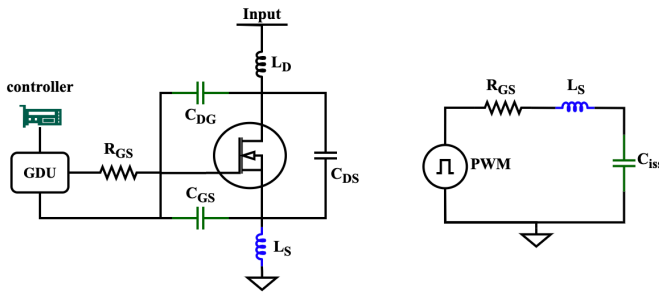 Input
L_D
controller
C_DG
R_GS
GDU
C_DS
C_GS
L_S
R_GS
L_S
PWM
C_iss